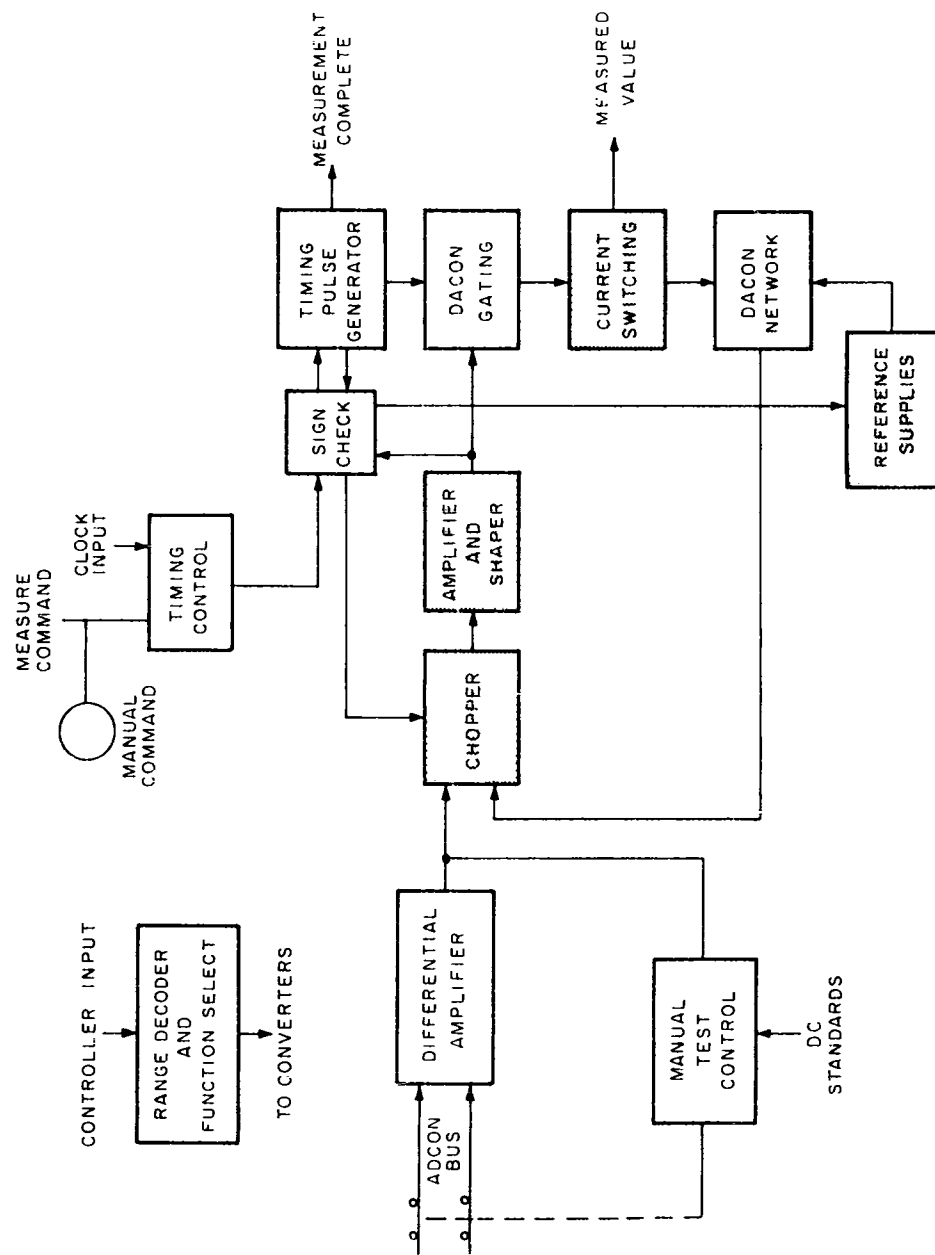 MEASURE
COMMAND
MANUAL
COMMAND
CLOCK
INPUT
TIMING
CONTROL
CONTROLLER INPUT
RANGE DECODER
AND
FUNCTION SELECT
TO CONVERTERS
SIGN
CHECK
TIMING
PULSE
GENERATOR
MEASUREMENT
COMPLETE
ADCON
BUS
DIFFERENTIAL
AMPLIFIER
CHOPPER
AMPLIFIER
AND
SHAPER
DACON
GATING
CURRENT
SWITCHING
MEASURED
VALUE
MANUAL
TEST
CONTROL
DC
STANDARDS
DACON
NETWORK
REFERENCE
SUPPLIES